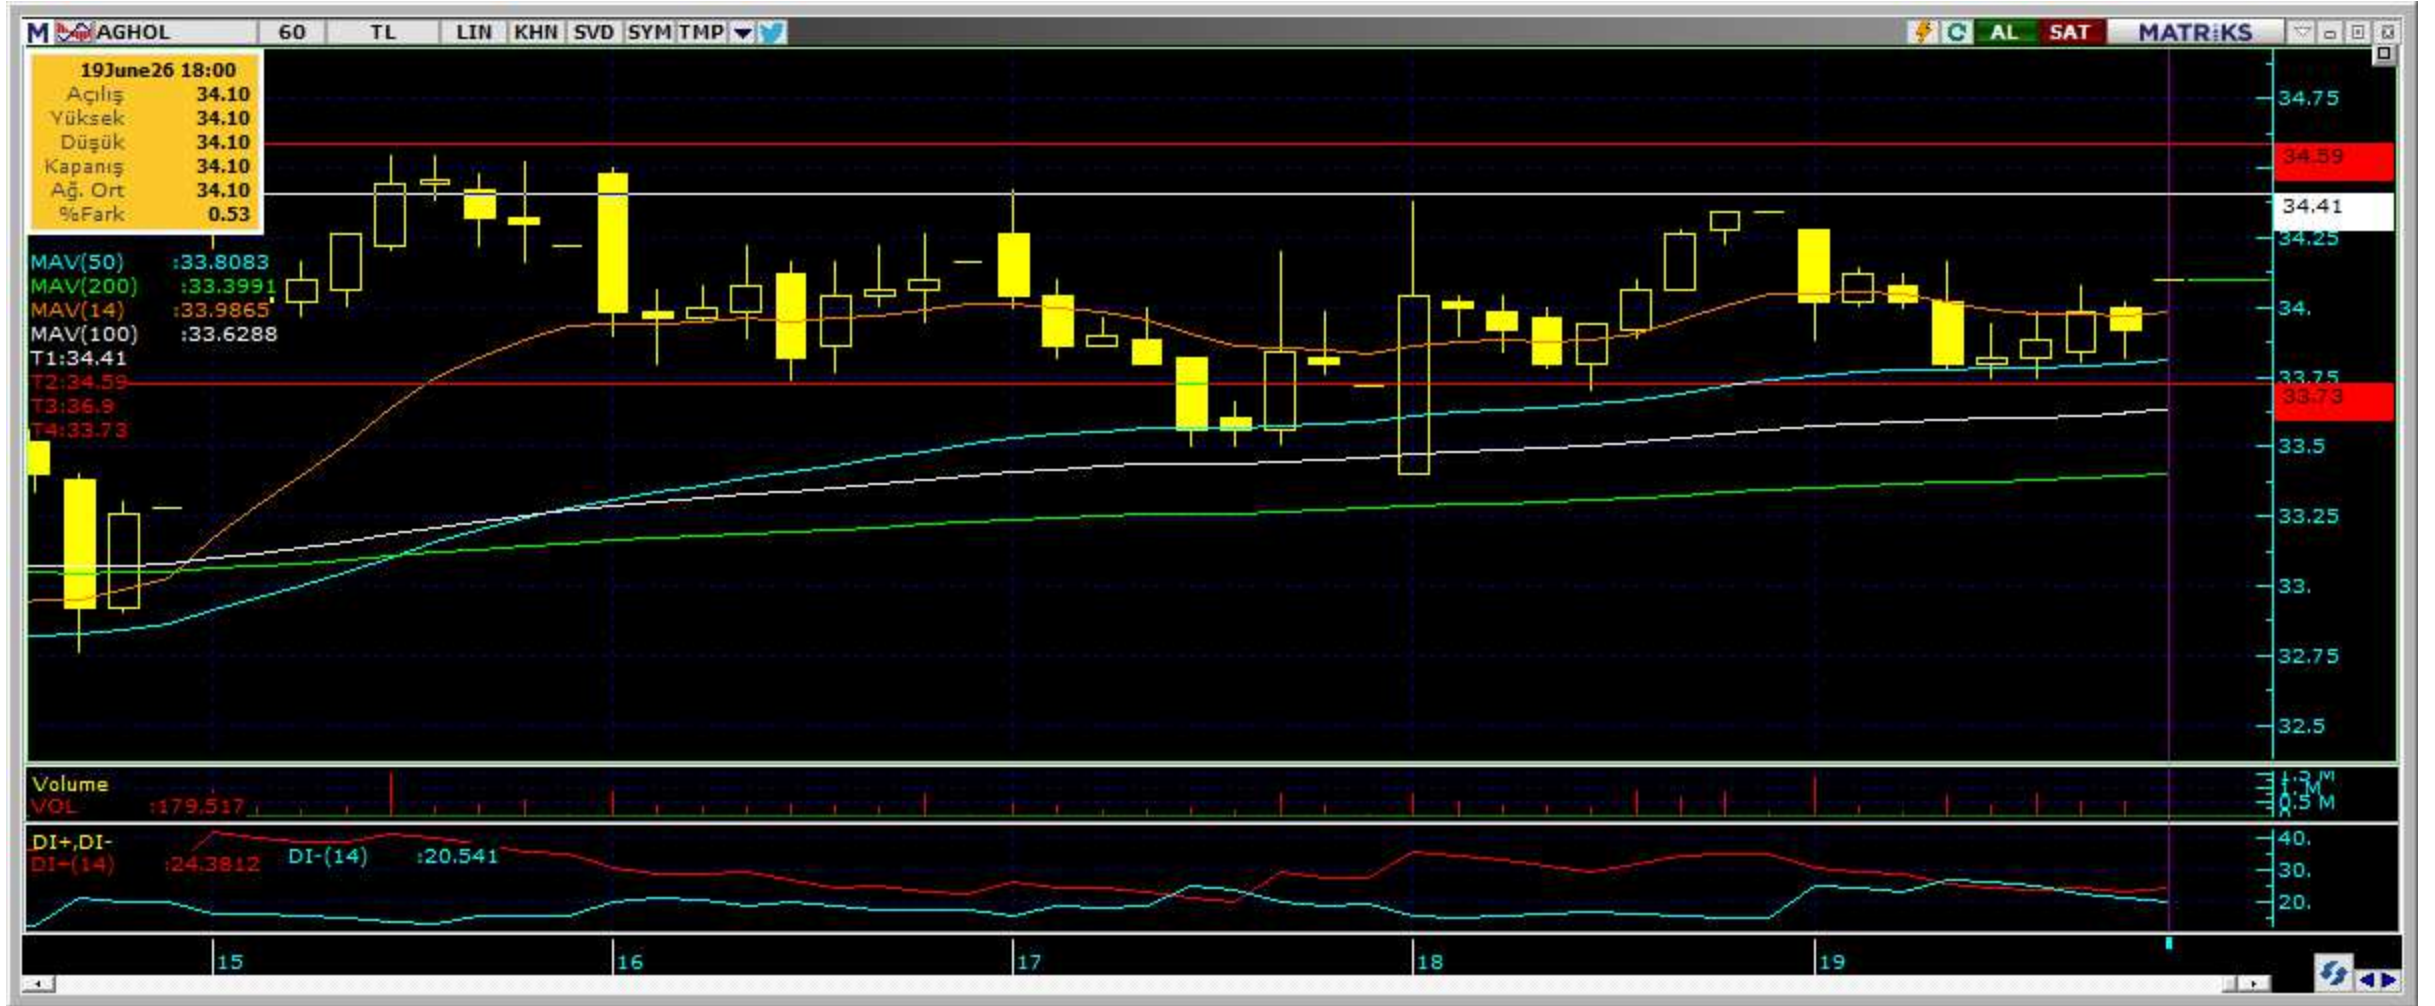 M AGHOL 60 TL LIN KHN SVD SYM TMP AL SAT MATRiKS
19June26 18:00
Açılış 34.10
Yüksek 34.10
Düşük 34.10
Kapanış 34.10
Ağ. Ort 34.10
%Fark 0.53
MAV(50) :33.8083
MAV(200) :33.3991
MAV(14) :33.9865
MAV(100) :33.6288
T1:34.41
T2:34.59
T3:36.9
T4:33.73
34.75
34.59
34.41
34.25
34.
33.75
33.73
33.5
33.25
33.
32.75
32.5
Volume
VOL :179,517
1.5 M
1. M
0.5 M
0
DI+,DI-
DI+(14) :24.3812 DI-(14) :20.541
40.
30.
20.
15 16 17 18 19